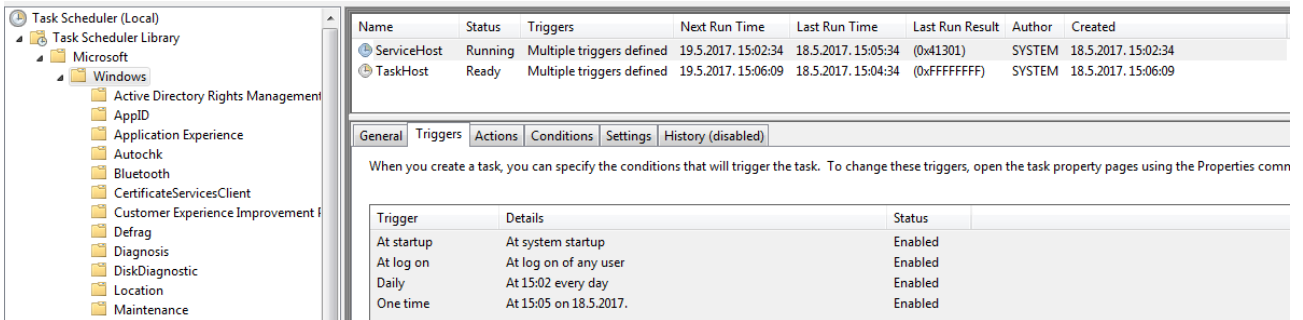 Task Scheduler (Local)
Task Scheduler Library
Microsoft
Windows
Active Directory Rights Management
AppID
Application Experience
Autochk
Bluetooth
CertificateServicesClient
Customer Experience Improvement
Defrag
Diagnosis
DiskDiagnostic
Location
Maintenance
Name Status Triggers Next Run Time Last Run Time Last Run Result Author Created
ServiceHost Running Multiple triggers defined 19.5.2017. 15:02:34 18.5.2017. 15:05:34 (0x41301) SYSTEM 18.5.2017. 15:02:34
TaskHost Ready Multiple triggers defined 19.5.2017. 15:06:09 18.5.2017. 15:04:34 (0xFFFFFFFF) SYSTEM 18.5.2017. 15:06:09
General Triggers Actions Conditions Settings History (disabled)
When you create a task, you can specify the conditions that will trigger the task. To change these triggers, open the task property pages using the Properties comm
Trigger Details Status
At startup At system startup Enabled
At log on At log on of any user Enabled
Daily At 15:02 every day Enabled
One time At 15:05 on 18.5.2017. Enabled